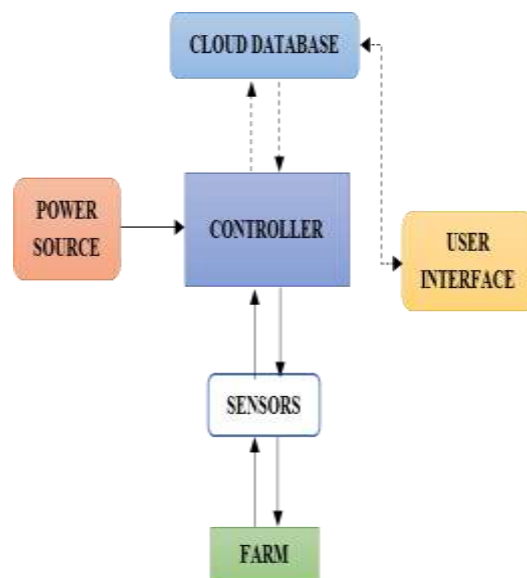 CLOUD DATABASE
POWER
SOURCE
CONTROLLER
USER
INTERFACE
SENSORS
FARM